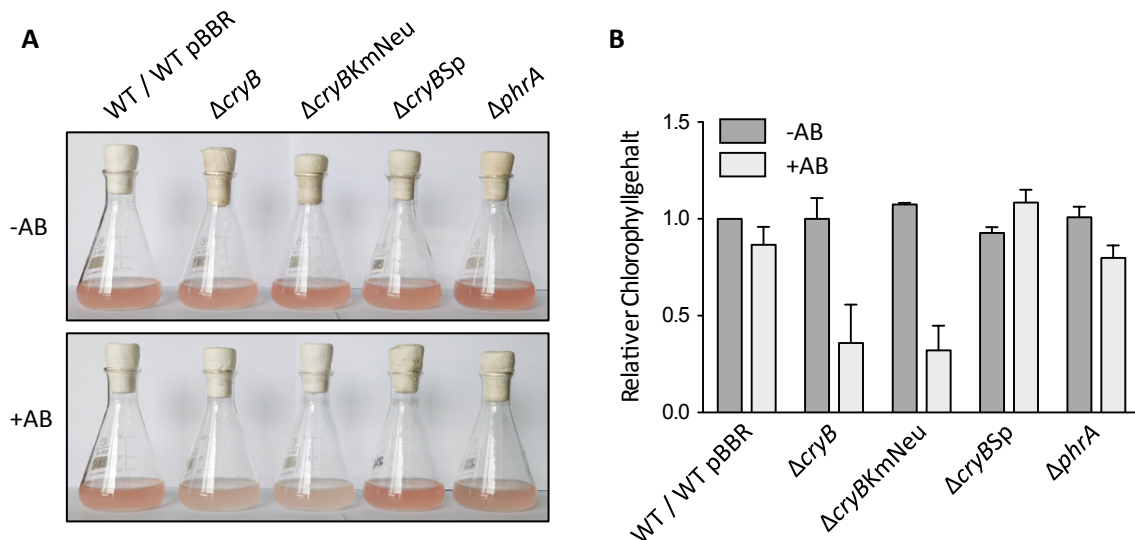 A
WT / WT pBBR
ΔcryB
ΔcryBKmNeu
ΔcryBSp
ΔphrA
-AB
+AB
B
Relativer Chlorophyllgehalt
1.5
1.0
0.5
0.0
-AB
+AB
WT / WT pBBR
ΔcryB
ΔcryBKmNeu
ΔcryBSp
ΔphrA